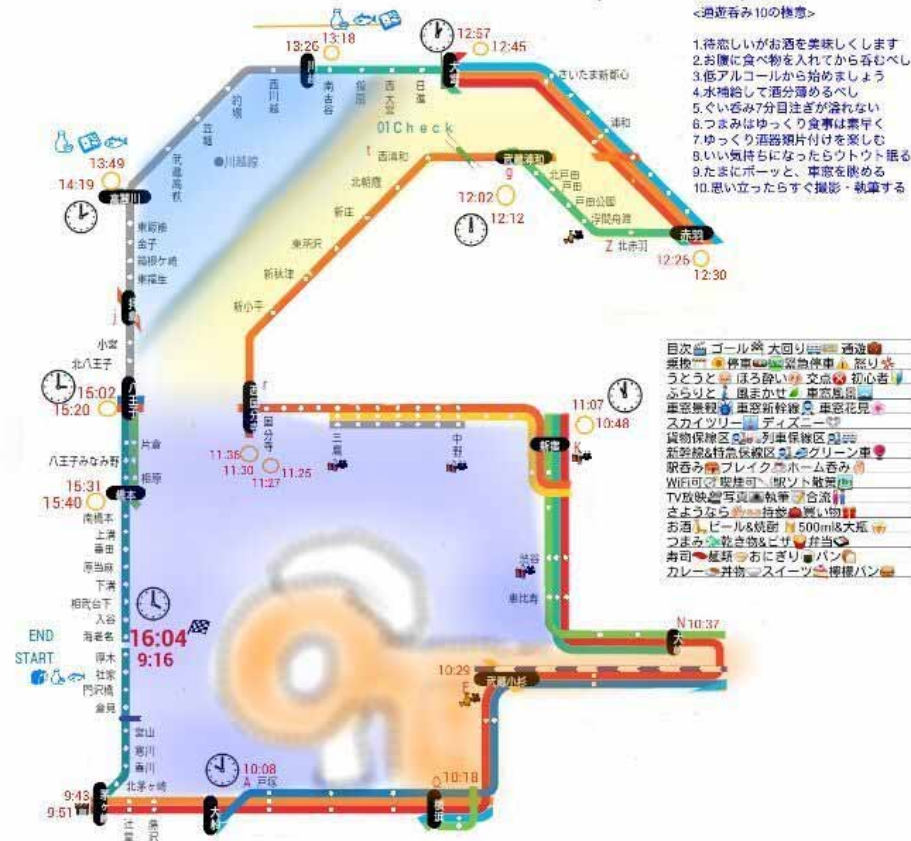 <通遊呑み10の極意>
1.待恋しいがお酒を美味しくします
2.お腹に食べ物を入れてから呑むべし
3.低アルコールから始めましょう
4.水補給して酒分薄めるべし
5.ぐい呑み7分目注ぎが溢れない
6.つまみはゆっくり食事は素早く
7.ゆっくり酒器類片付けを楽しむ
8.いい気持ちになったらウトウト眠る
9.たまにボーッと、車窓を眺める
10.思い立ったらすぐ撮影・執筆する
13:26
13:18
12:57
12:45
川越
大宮
西川越
的場
笠幡
武蔵高萩
南古谷
指扇
西大宮
日進
さいたま新都心
浦和
川越線
01Check
t 西浦和
武蔵浦和
g
北朝霞
新座
東所沢
新秋津
新小平
北戸田
戸田
戸田公園
浮間舟渡
Z 北赤羽
赤羽
12:02
12:12
12:25
12:30
13:49
14:19
高麗川
東飯能
金子
箱根ケ崎
東福生
拝島
小宮
北八王子
15:02
15:20
八王子
片倉
八王子みなみ野
相原
15:31
15:40
橋本
南橋本
上溝
番田
原当麻
下溝
相武台下
入谷
END
海老名
16:04
START
9:16
厚木
社家
門沢橋
倉見
宮山
寒川
香川
北茅ヶ崎
9:43
9:51
茅ヶ崎
辻堂
藤沢
大船
10:08
A 戸塚
10:18
横浜
r
国分寺
三鷹
中野
新宿
K
11:07
10:48
11:36
11:30
11:27
11:25
渋谷
恵比寿
大崎
N 10:37
10:29
武蔵小杉
目次 ゴール 大回り 通遊
乗換 停車 緊急停車 怒り
うとうと ほろ酔い 交点 初心者
ふらりと 風まかせ 車窓風景
車窓景観 車窓新幹線 車窓花見
スカイツリー ディズニー
貨物保線区 列車保線区
新幹線&特急保線区 グリーン車
駅呑み ブレイク ホーム呑み
WiFi可 喫煙可 駅ソト散策
TV放映 写真 執筆 合流
さようなら 持参 買い物
お酒 ビール&焼酎 500ml&大瓶
つまみ 乾き物&ピザ 弁当
寿司 麺類 おにぎり パン
カレー 丼物 スイーツ 檸檬パン